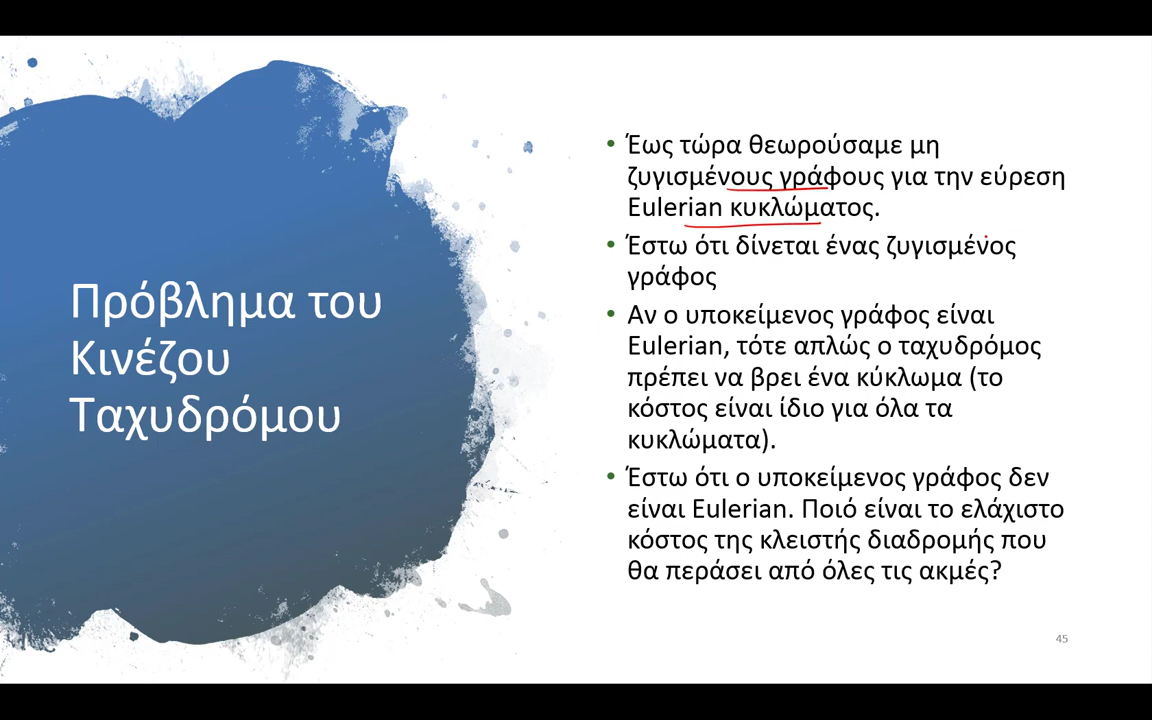 Πρόβλημα του
Κινέζου
Ταχυδρόμου
• Έως τώρα θεωρούσαμε μη
ζυγισμένους γράφους για την εύρεση
Eulerian κυκλώματος.
• Έστω ότι δίνεται ένας ζυγισμένος
γράφος
• Αν ο υποκείμενος γράφος είναι
Eulerian, τότε απλώς ο ταχυδρόμος
πρέπει να βρει ένα κύκλωμα (το
κόστος είναι ίδιο για όλα τα
κυκλώματα).
• Έστω ότι ο υποκείμενος γράφος δεν
είναι Eulerian. Ποιό είναι το ελάχιστο
κόστος της κλειστής διαδρομής που
θα περάσει από όλες τις ακμές?
45